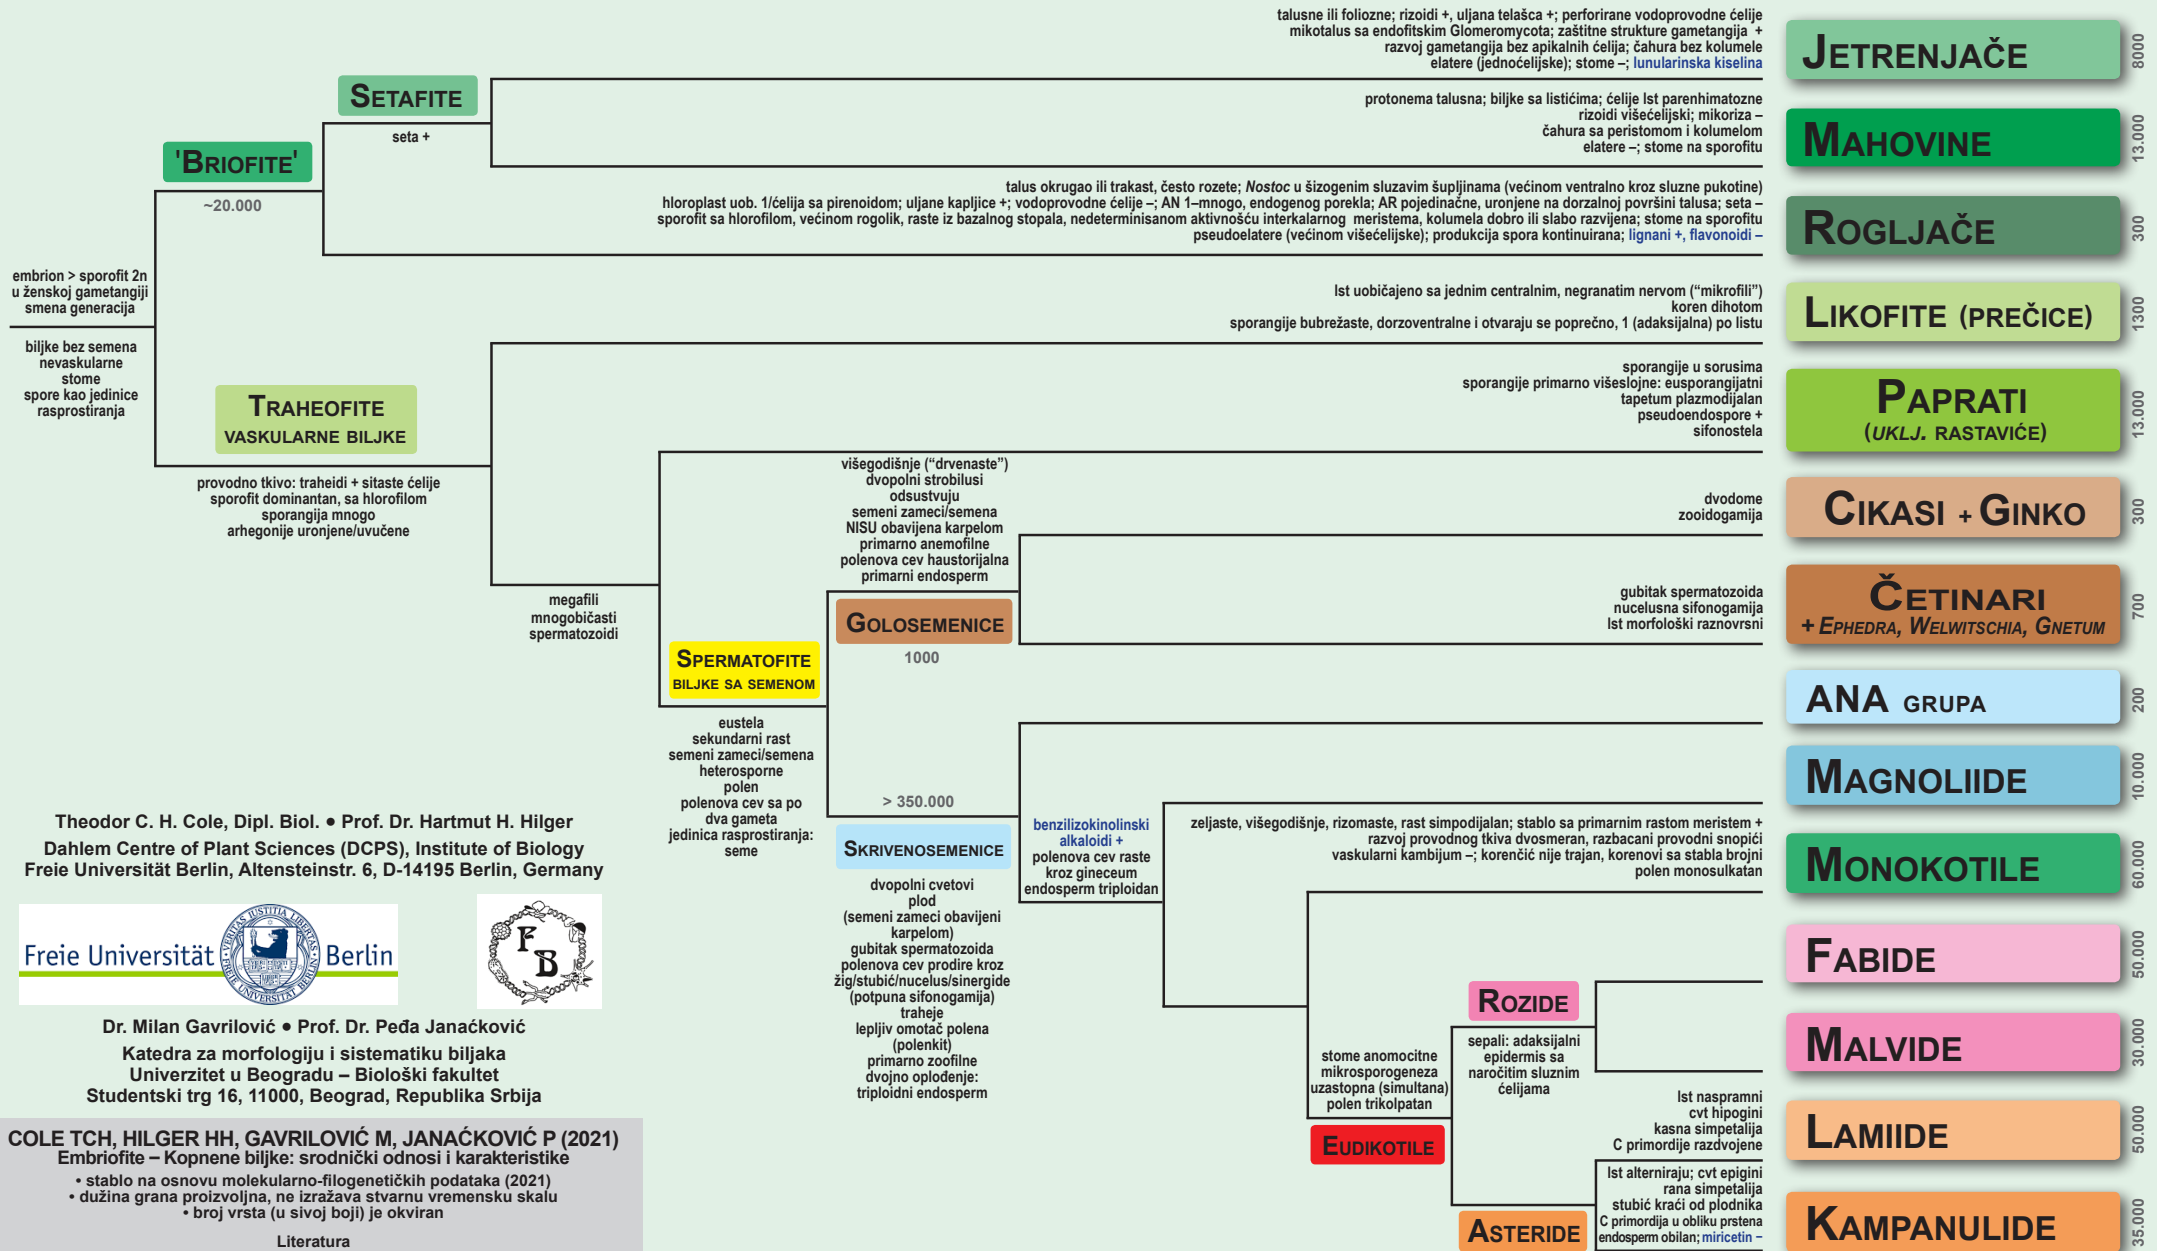 talusne ili foliozne; rizoidi +, uljana telašca +; perforirane vodoprovodne ćelije
mikotalus sa endofitskim Glomeromycota; zaštitne strukture gametangija +
razvoj gametangija bez apikalnih ćelija; čahura bez kolumele
elatere (jednoćelijske); stome –; lunularinska kiselina
JETRENJAČE
8000
SETAFITE
seta +
protonema talusna; biljke sa listićima; ćelije lst parenhimatozne
rizoidi višećelijski; mikoriza –
čahura sa peristomom i kolumelom
elatere –; stome na sporofitu
MAHOVINE
13.000
'BRIOFITE'
~20.000
talus okrugao ili trakast, često rozete; Nostoc u šizogenim sluzavim šupljinama (većinom ventralno kroz sluzne pukotine)
hloroplast uob. 1/ćelija sa pirenoidom; uljane kapljice +; vodoprovodne ćelije –; AN 1–mnogo, endogenog porekla; AR pojedinačne, uronjene na dorzalnoj površini talusa; seta –
sporofit sa hlorofilom, većinom rogolik, raste iz bazalnog stopala, nedeterminisanom aktivnošću interkalarnog meristema, kolumela dobro ili slabo razvijena; stome na sporofitu
pseudoelatere (većinom višećelijske); produkcija spora kontinuirana; lignani +, flavonoidi –
ROGLJAČE
300
embrion > sporofit 2n
u ženskoj gametangiji
smena generacija
biljke bez semena
nevaskularne
stome
spore kao jedinice
rasprostiranja
lst uobičajeno sa jednim centralnim, negranatim nervom (“mikrofili”)
koren dihotom
sporangije bubrežaste, dorzoventralne i otvaraju se poprečno, 1 (adaksijalna) po listu
LIKOFITE (PREČICE)
1300
TRAHEOFITE
VASKULARNE BILJKE
provodno tkivo: traheidi + sitaste ćelije
sporofit dominantan, sa hlorofilom
sporangija mnogo
arhegonije uronjene/uvučene
sporangije u sorusima
sporangije primarno višeslojne: eusporangijatni
tapetum plazmodijalan
pseudoendospore +
sifonostela
PAPRATI
(UKLJ. RASTAVIĆE)
13.000
megafili
mnogobičasti
spermatozoidi
višegodišnje (“drvenaste”)
dvopolni strobilusi
odsustvuju
semeni zameci/semena
NISU obavijena karpelom
primarno anemofilne
polenova cev haustorijalna
primarni endosperm
GOLOSEMENICE
1000
dvodome
zooidogamija
CIKASI + GINKO
300
gubitak spermatozoida
nucelusna sifonogamija
lst morfološki raznovrsni
ČETINARI
+ EPHEDRA, WELWITSCHIA, GNETUM
700
SPERMATOFITE
BILJKE SA SEMENOM
eustela
sekundarni rast
semeni zameci/semena
heterosporne
polen
polenova cev sa po
dva gameta
jedinica rasprostiranja:
seme
ANA GRUPA
200
MAGNOLIIDE
10.000
> 350.000
SKRIVENOSEMENICE
dvopolni cvetovi
plod
(semeni zameci obavijeni
karpelom)
gubitak spermatozoida
polenova cev prodire kroz
žig/stubić/nucelus/sinergide
(potpuna sifonogamija)
traheje
lepljiv omotač polena
(polenkit)
primarno zoofilne
dvojno oplođenje:
triploidni endosperm
benzilizokinolinski
alkaloidi +
polenova cev raste
kroz gineceum
endosperm triploidan
zeljaste, višegodišnje, rizomaste, rast simpodijalan; stablo sa primarnim rastom meristem +
razvoj provodnog tkiva dvosmeran, razbacani provodni snopići
vaskularni kambijum –; korenčić nije trajan, korenovi sa stabla brojni
polen monosulkatan
MONOKOTILE
60.000
FABIDE
50.000
ROZIDE
sepali: adaksijalni
epidermis sa
naročitim sluznim
ćelijama
MALVIDE
30.000
stome anomocitne
mikrosporogeneza
uzastopna (simultana)
polen trikolpatan
EUDIKOTILE
lst naspramni
cvt hipogini
kasna simpetalija
C primordije razdvojene
LAMIIDE
50.000
ASTERIDE
lst alterniraju; cvt epigini
rana simpetalija
stubić kraći od plodnika
C primordija u obliku prstena
endosperm obilan; miricetin –
KAMPANULIDE
35.000
Theodor C. H. Cole, Dipl. Biol. ● Prof. Dr. Hartmut H. Hilger
Dahlem Centre of Plant Sciences (DCPS), Institute of Biology
Freie Universität Berlin, Altensteinstr. 6, D-14195 Berlin, Germany
Freie Universität Berlin
VERITAS JUSTITIA LIBERTAS
FREIE UNIVERSITÄT BERLIN
F B
Dr. Milan Gavrilović ● Prof. Dr. Peđa Janaćković
Katedra za morfologiju i sistematiku biljaka
Univerzitet u Beogradu – Biološki fakultet
Studentski trg 16, 11000, Beograd, Republika Srbija
COLE TCH, HILGER HH, GAVRILOVIĆ M, JANAĆKOVIĆ P (2021)
Embriofite – Kopnene biljke: srodnički odnosi i karakteristike
• stablo na osnovu molekularno-filogenetičkih podataka (2021)
• dužina grana proizvoljna, ne izražava stvarnu vremensku skalu
• broj vrsta (u sivoj boji) je okviran
Literatura